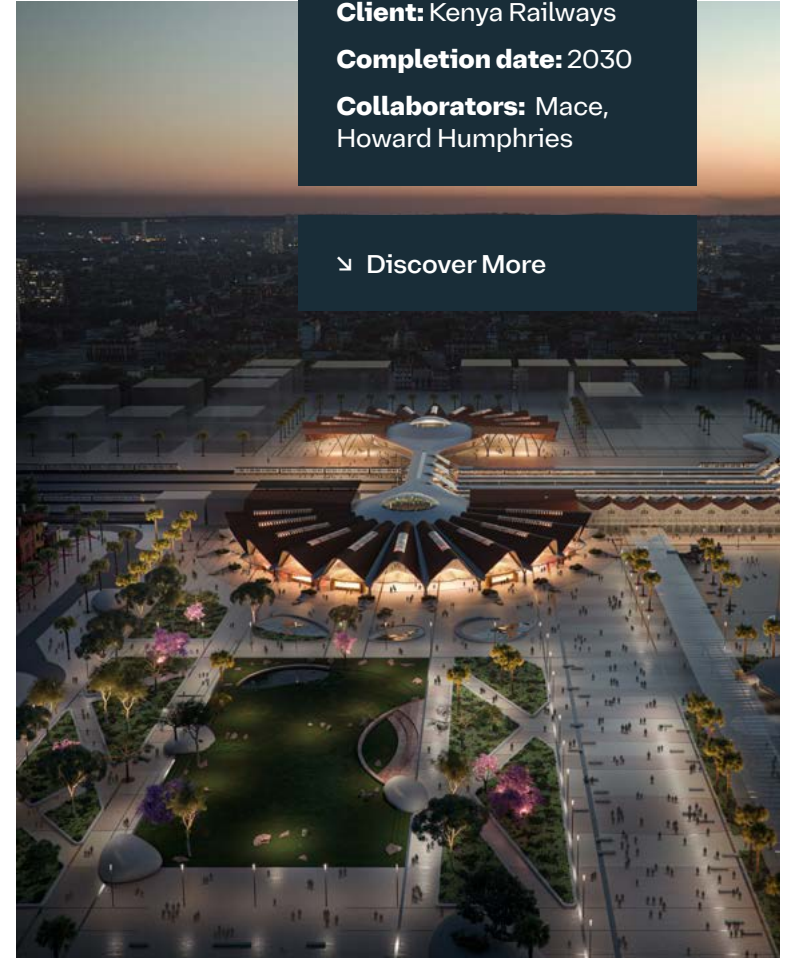 Client: Kenya Railways
Completion date: 2030
Collaborators: Mace,
Howard Humphries
↘ Discover More